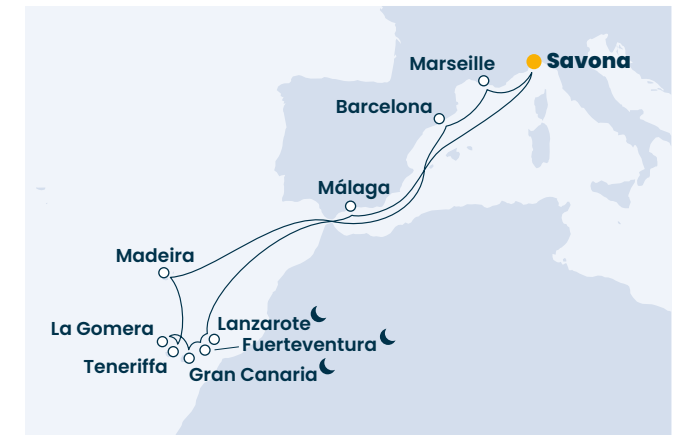 Savona
Marseille
Barcelona
Málaga
Madeira
La Gomera
Lanzarote
Fuerteventura
Teneriffa
Gran Canaria